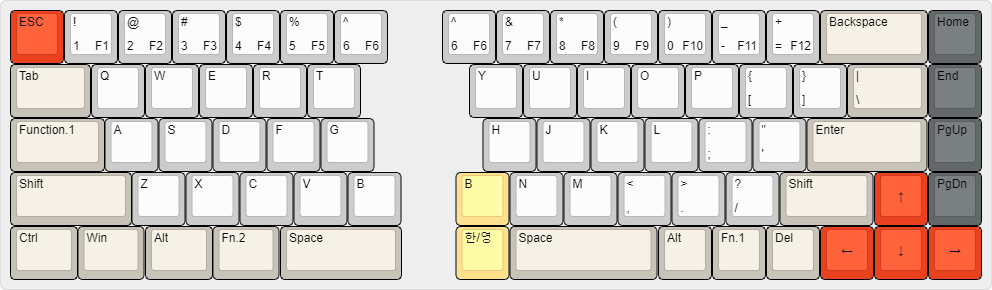 ESC ! @ # $ % ^ ^ & * ( ) _ + Backspace Home
1 F1 2 F2 3 F3 4 F4 5 F5 6 F6 6 F6 7 F7 8 F8 9 F9 0 F10 - F11 = F12
Tab Q W E R T Y U I O P { } | End
[ ] \
Function.1 A S D F G H J K L : " Enter PgUp
; '
Shift Z X C V B B N M < > ? Shift ↑ PgDn
, . /
Ctrl Win Alt Fn.2 Space 한/영 Space Alt Fn.1 Del ← ↓ →